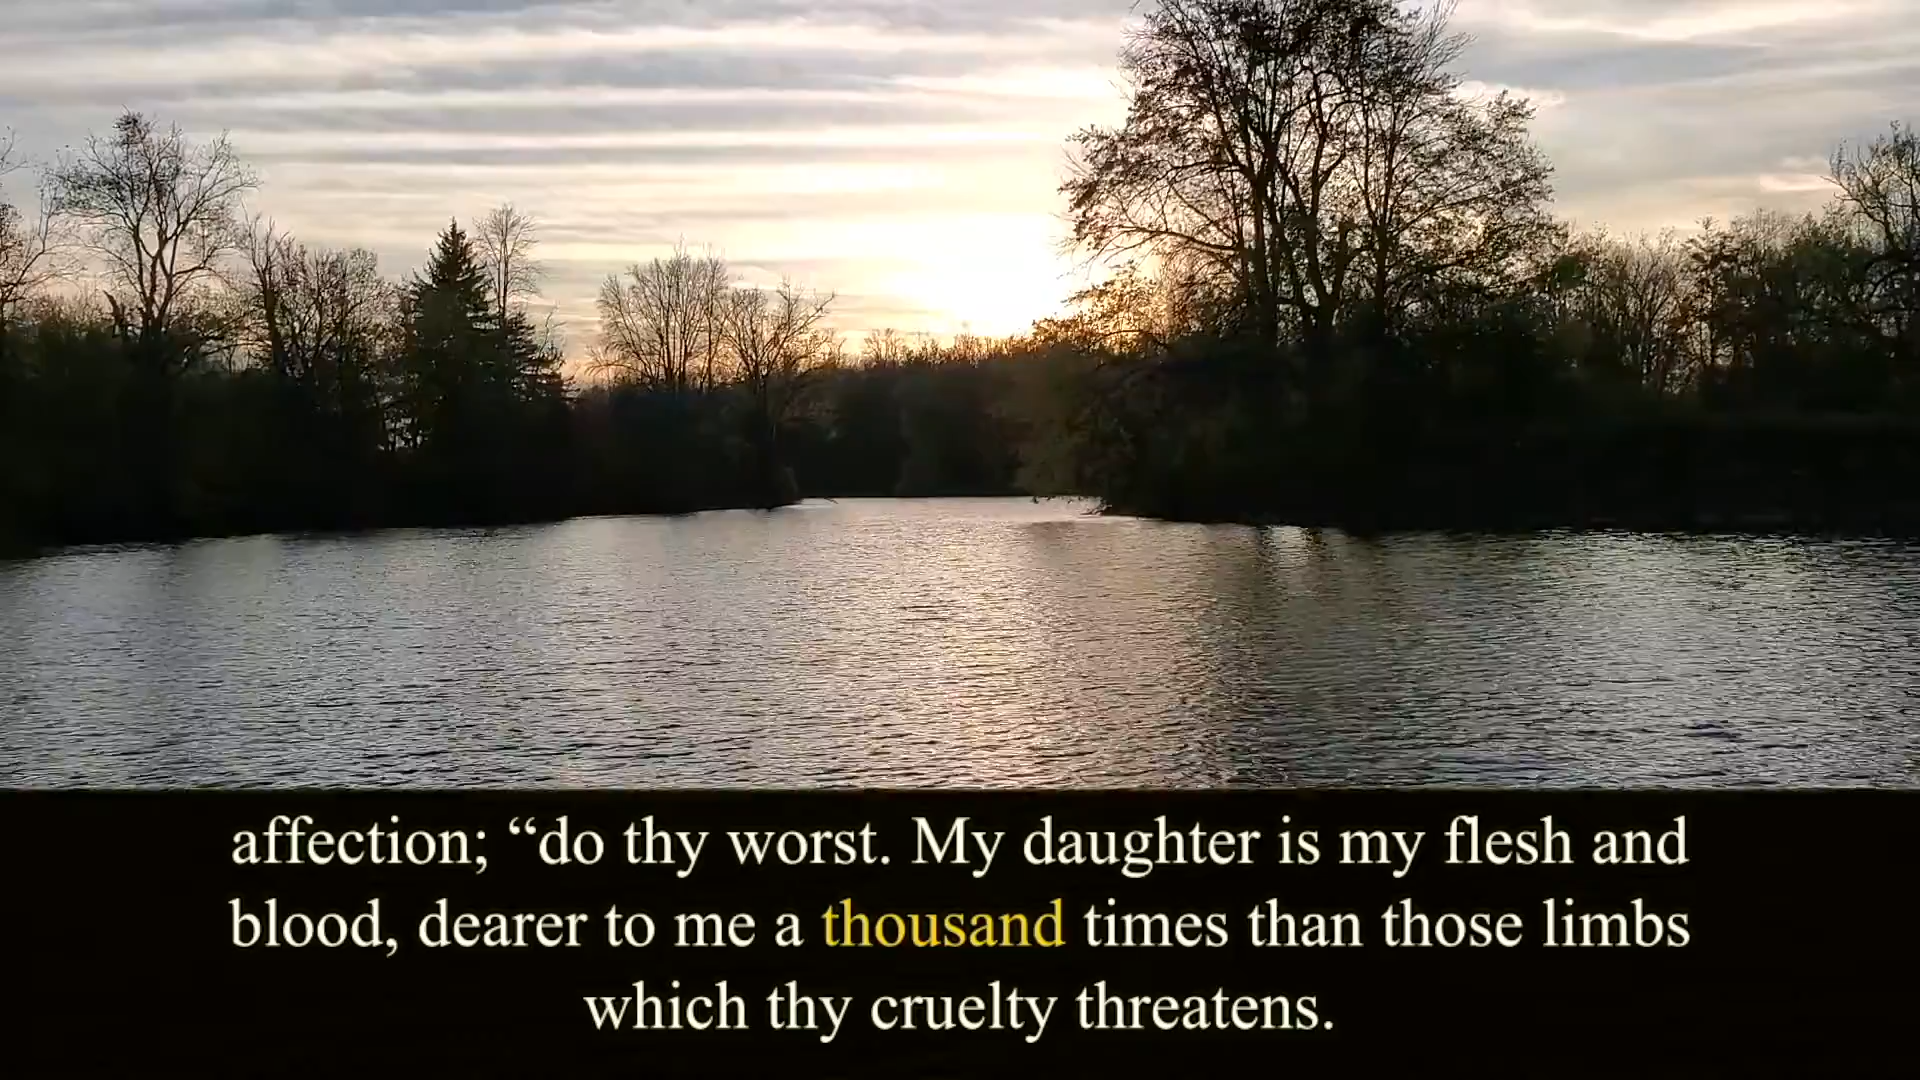 affection; “do thy worst. My daughter is my flesh and
blood, dearer to me a thousand times than those limbs
which thy cruelty threatens.